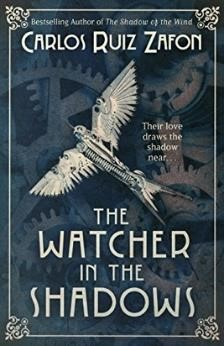 Bestselling Author of The Shadow of the Wind
CARLOS RUIZ ZAFON
Their love
draws the
shadow
near. . .
THE
WATCHER
IN THE
SHADOWS